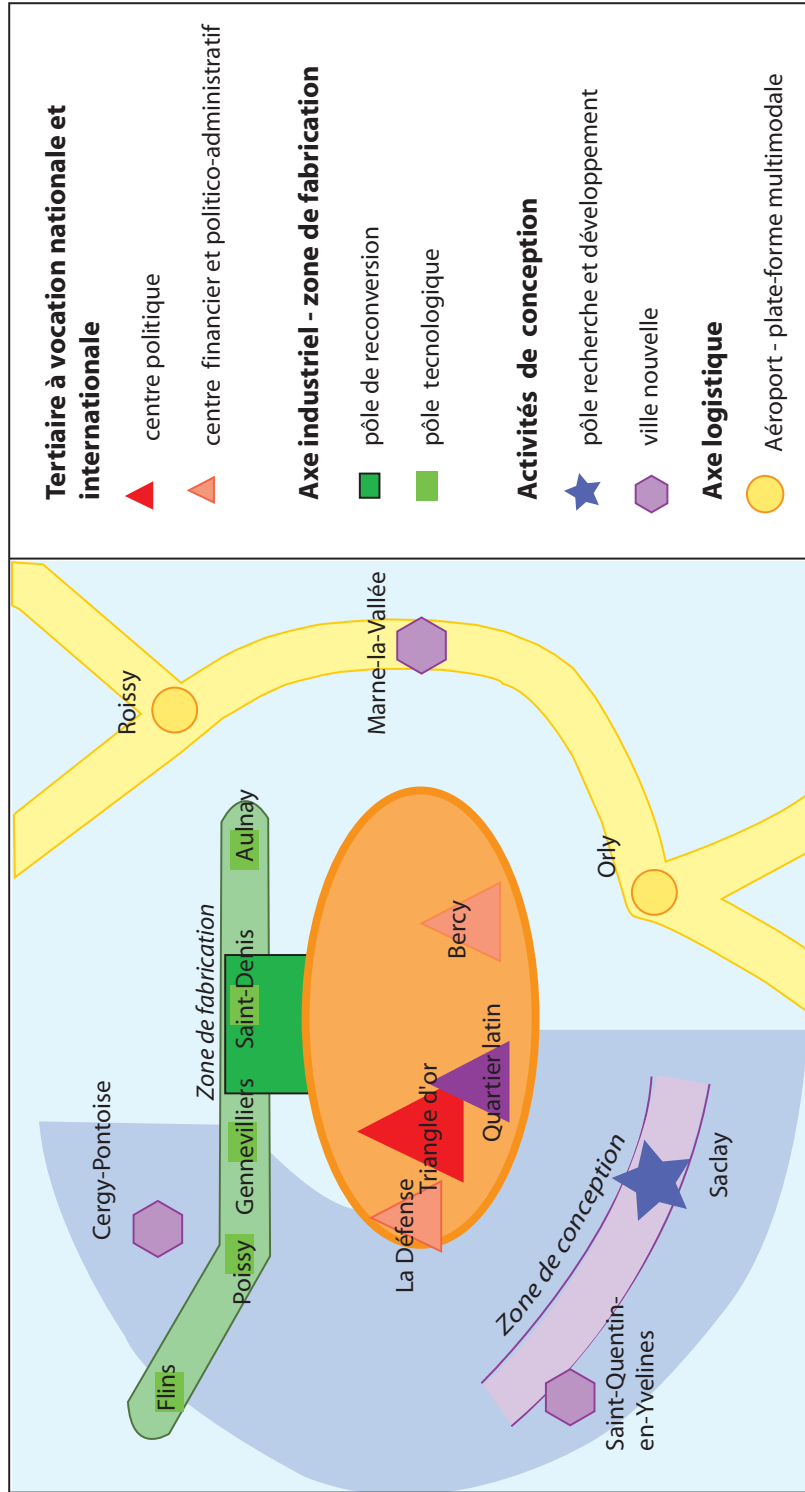 Cergy-Pontoise
Roissy
Zone de fabrication
Flins
Poissy
Gennevilliers
Saint-Denis
Aulnay
La Défense
Triangle d'or
Quartier latin
Bercy
Marne-la-Vallée
Zone de conception
Saint-Quentin-
en-Yvelines
Saclay
Orly
Tertiaire à vocation nationale et
internationale
centre politique
centre financier et politico-administratif
Axe industriel - zone de fabrication
pôle de reconversion
pôle tecnologique
Activités de conception
pôle recherche et développement
ville nouvelle
Axe logistique
Aéroport - plate-forme multimodale